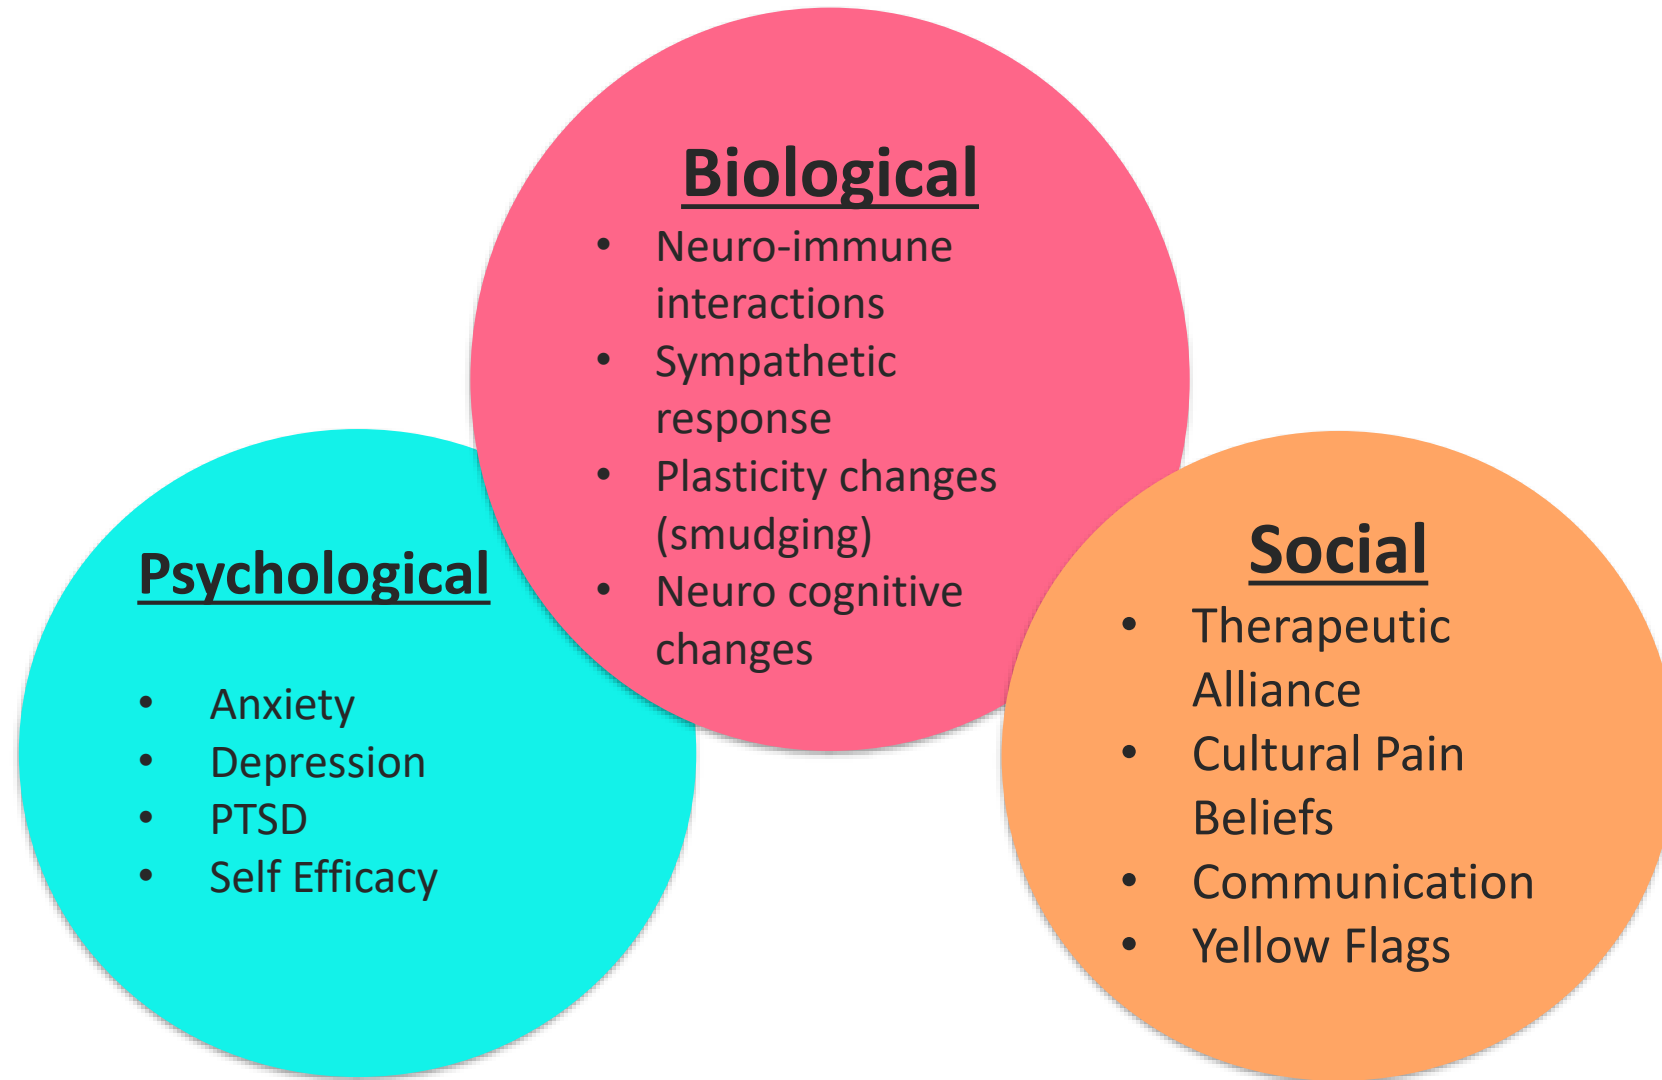 Biological
• Neuro-immune
interactions
• Sympathetic
response
• Plasticity changes
(smudging)
• Neuro cognitive
changes
Psychological
• Anxiety
• Depression
• PTSD
• Self Efficacy
Social
• Therapeutic
Alliance
• Cultural Pain
Beliefs
• Communication
• Yellow Flags